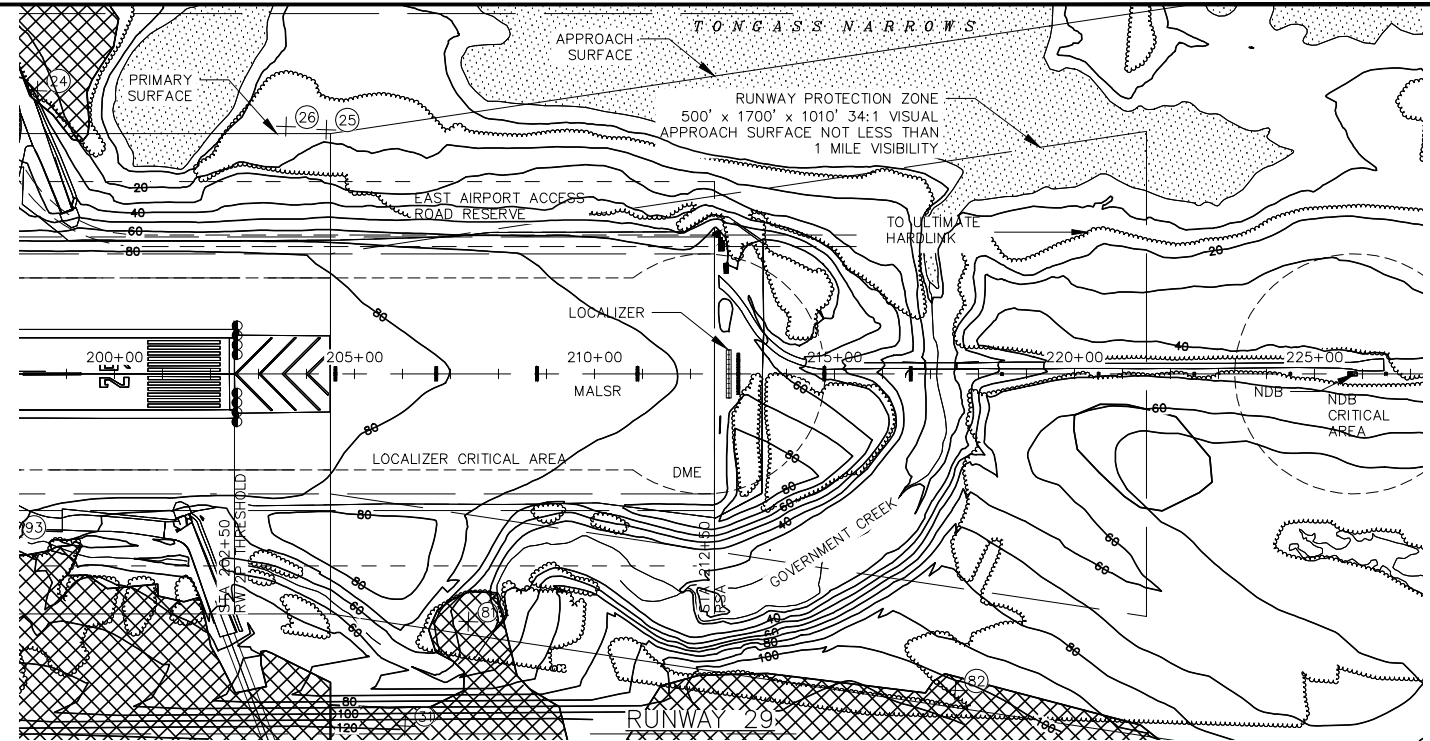 TONGASS NARROWS
APPROACH
SURFACE
24
PRIMARY
SURFACE
26
25
RUNWAY PROTECTION ZONE
500' x 1700' x 1010' 34:1 VISUAL
APPROACH SURFACE NOT LESS THAN
1 MILE VISIBILITY
20
40
60
80
EAST AIRPORT ACCESS
ROAD RESERVE
TO ULTIMATE
HARDLINK
20
80
LOCALIZER
40
200+00
205+00
210+00
215+00
220+00
225+00
MALSR
60
NDB
NDB
CRITICAL
AREA
60
80
LOCALIZER CRITICAL AREA
DME
80
80
60
40
93
80
STA 202+50
RW THRESHOLD
STA 212+50
RSA
GOVERNMENT CREEK
60
60
80
60
81
40
60
80
100
80
82
80
100
120
31
100
RUNWAY 29